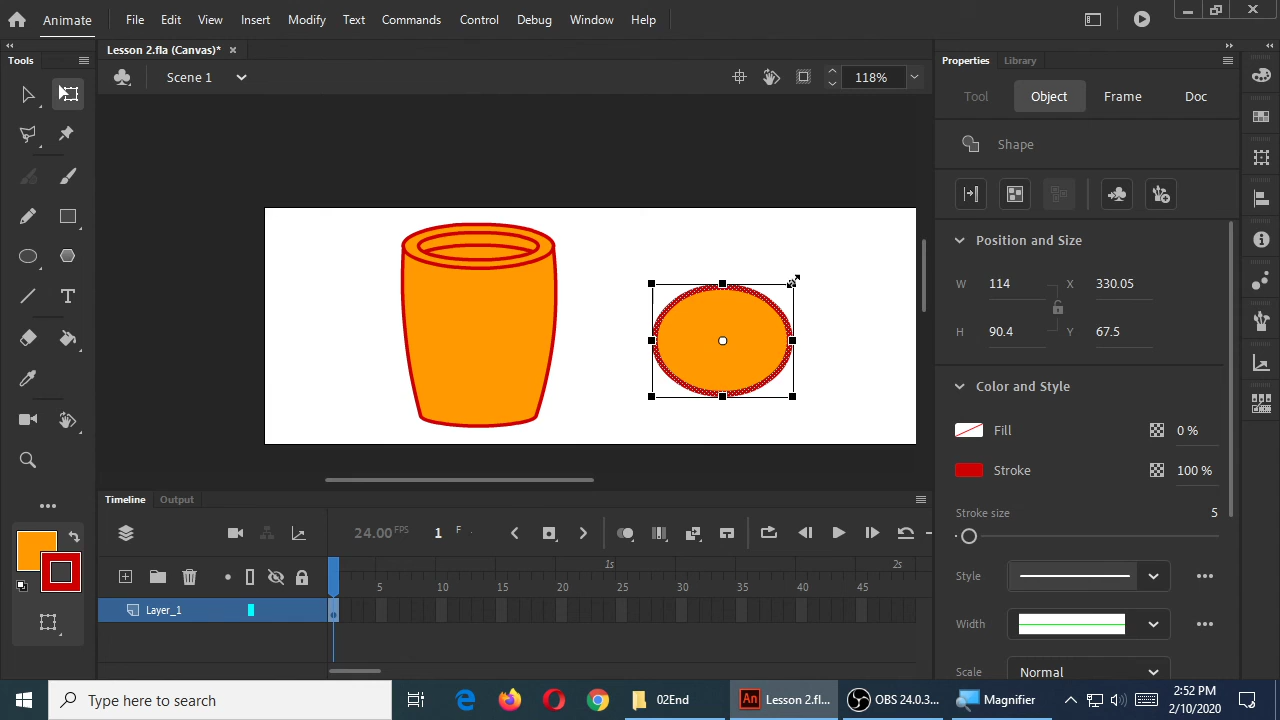 Animate
File Edit View Insert Modify Text Commands Control Debug Window Help
Lesson 2.fla (Canvas)*
Tools
Scene 1
118%
Properties Library
Tool Object Frame Doc
Shape
Position and Size
W 114 X 330.05
H 90.4 Y 67.5
Color and Style
Fill 0 %
Stroke 100 %
Stroke size 5
Style
Width
Scale Normal
Timeline Output
24.00 FPS 1 F
1s 2s
5 10 15 20 25 30 35 40 45
Layer_1
Type here to search
02End
An Lesson 2.fl...
OBS 24.0.3...
Magnifier
2:52 PM
2/10/2020